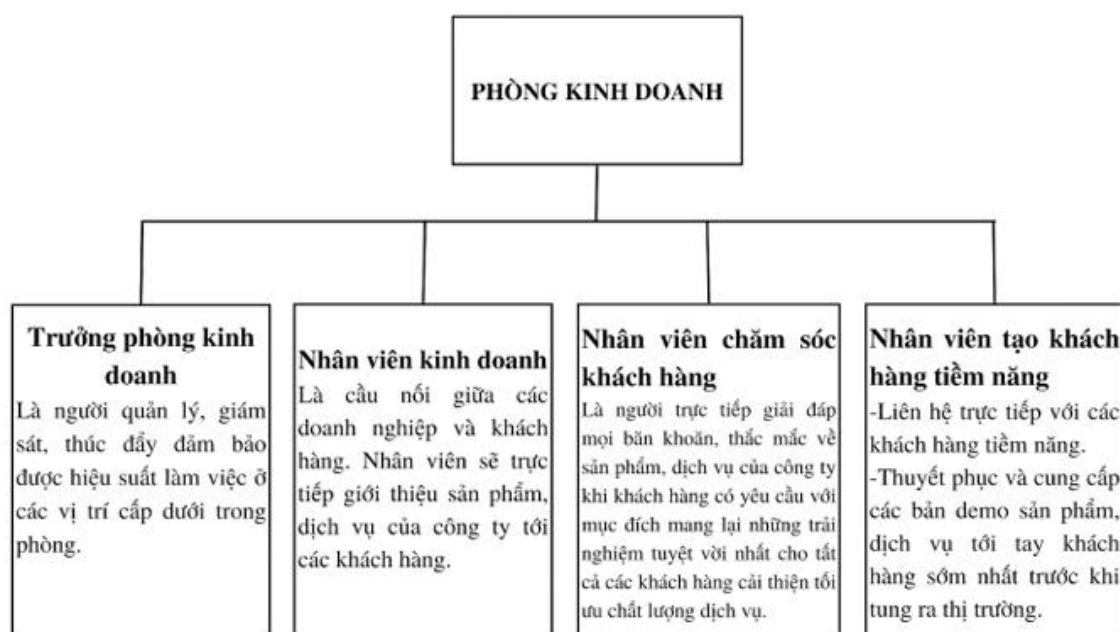 PHÒNG KINH DOANH
Trưởng phòng kinh
doanh
Là người quản lý, giám
sát, thúc đẩy đảm bảo
được hiệu suất làm việc ở
các vị trí cấp dưới trong
phòng.
Nhân viên kinh doanh
Là cầu nối giữa các
doanh nghiệp và khách
hàng. Nhân viên sẽ trực
tiếp giới thiệu sản phẩm,
dịch vụ của công ty tới
các khách hàng.
Nhân viên chăm sóc
khách hàng
Là người trực tiếp giải đáp
mọi băn khoăn, thắc mắc về
sản phẩm, dịch vụ của công ty
khi khách hàng có yêu cầu với
mục đích mang lại những trải
nghiệm tuyệt vời nhất cho tất
cả các khách hàng cải thiện tối
ưu chất lượng dịch vụ.
Nhân viên tạo khách
hàng tiềm năng
-Liên hệ trực tiếp với các
khách hàng tiềm năng.
-Thuyết phục và cung cấp
các bản demo sản phẩm,
dịch vụ tới tay khách
hàng sớm nhất trước khi
tung ra thị trường.